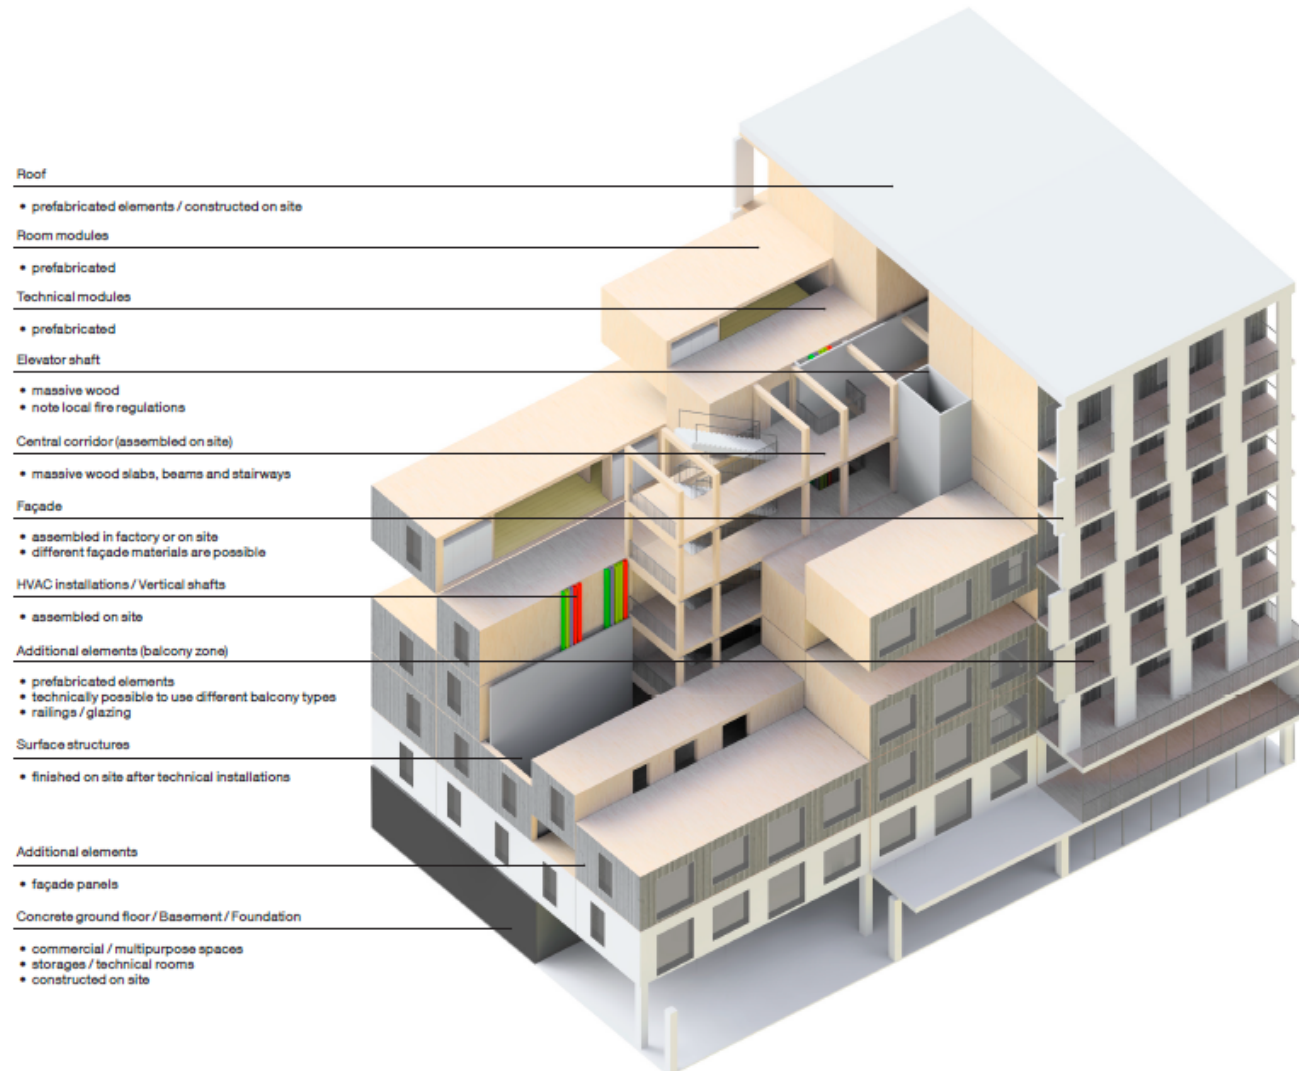 Roof
• prefabricated elements / constructed on site
Room modules
• prefabricated
Technical modules
• prefabricated
Elevator shaft
• massive wood
• note local fire regulations
Central corridor (assembled on site)
• massive wood slabs, beams and stairways
Façade
• assembled in factory or on site
• different façade materials are possible
HVAC installations / Vertical shafts
• assembled on site
Additional elements (balcony zone)
• prefabricated elements
• technically possible to use different balcony types
• railings / glazing
Surface structures
• finished on site after technical installations
Additional elements
• façade panels
Concrete ground floor / Basement / Foundation
• commercial / multipurpose spaces
• storages / technical rooms
• constructed on site